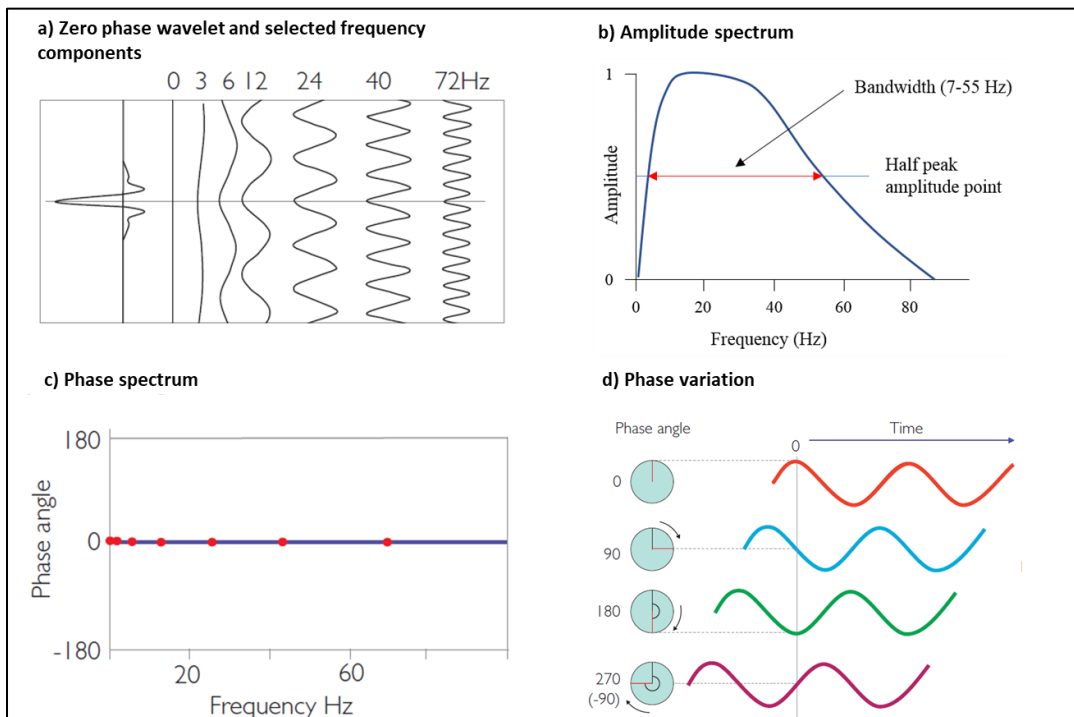 a) Zero phase wavelet and selected frequency
components
0 3 6 12 24 40 72Hz
b) Amplitude spectrum
1
Bandwidth (7-55 Hz)
Half peak
amplitude point
Amplitude
0
0 20 40 60 80
Frequency (Hz)
c) Phase spectrum
180
0
-180
Phase angle
20 60
Frequency Hz
d) Phase variation
Phase angle
Time
0
0
90
180
270
(-90)